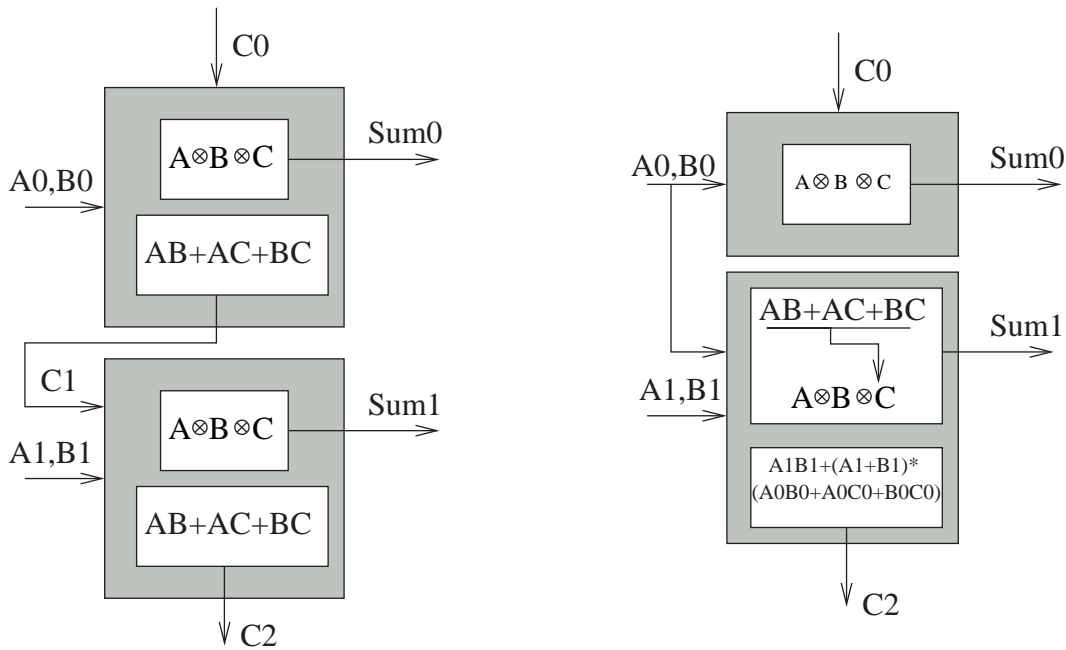 C0
A⊗B⊗C
Sum0
A0,B0
AB+AC+BC
C1
A⊗B⊗C
Sum1
A1,B1
AB+AC+BC
C2
C0
A0,B0
A⊗B⊗C
Sum0
AB+AC+BC
Sum1
A1,B1
A⊗B⊗C
A1B1+(A1+B1)*
(A0B0+A0C0+B0C0)
C2